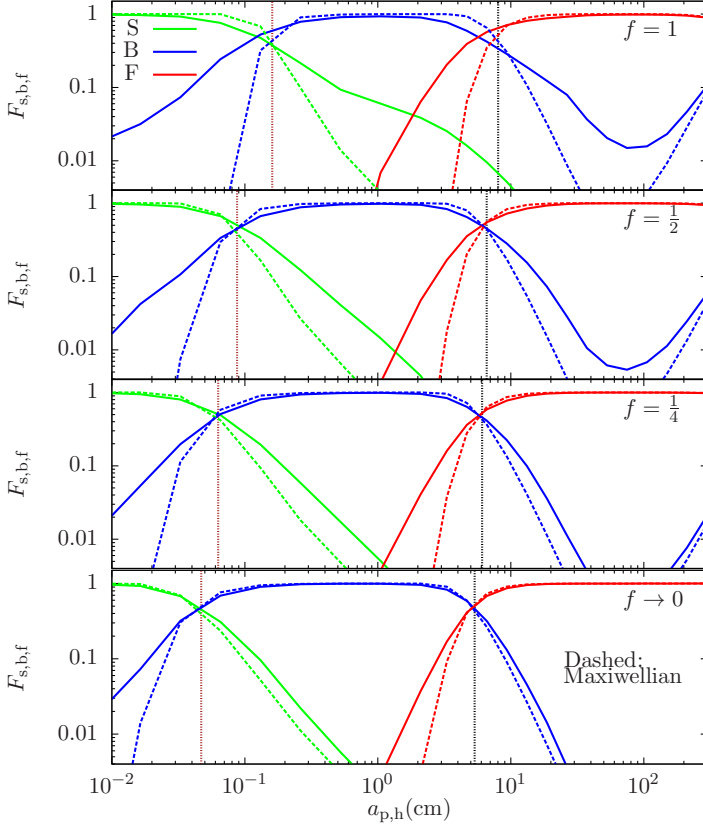 1
0.1
0.01
F_{s,b,f}
S
B
F
f = 1
1
0.1
0.01
F_{s,b,f}
f = \frac{1}{2}
1
0.1
0.01
F_{s,b,f}
f = \frac{1}{4}
1
0.1
0.01
F_{s,b,f}
f → 0
Dashed:
Maxiwellian
10^{-2} 10^{-1} 10^{0} 10^{1} 10^{2}
a_{p,h}(cm)